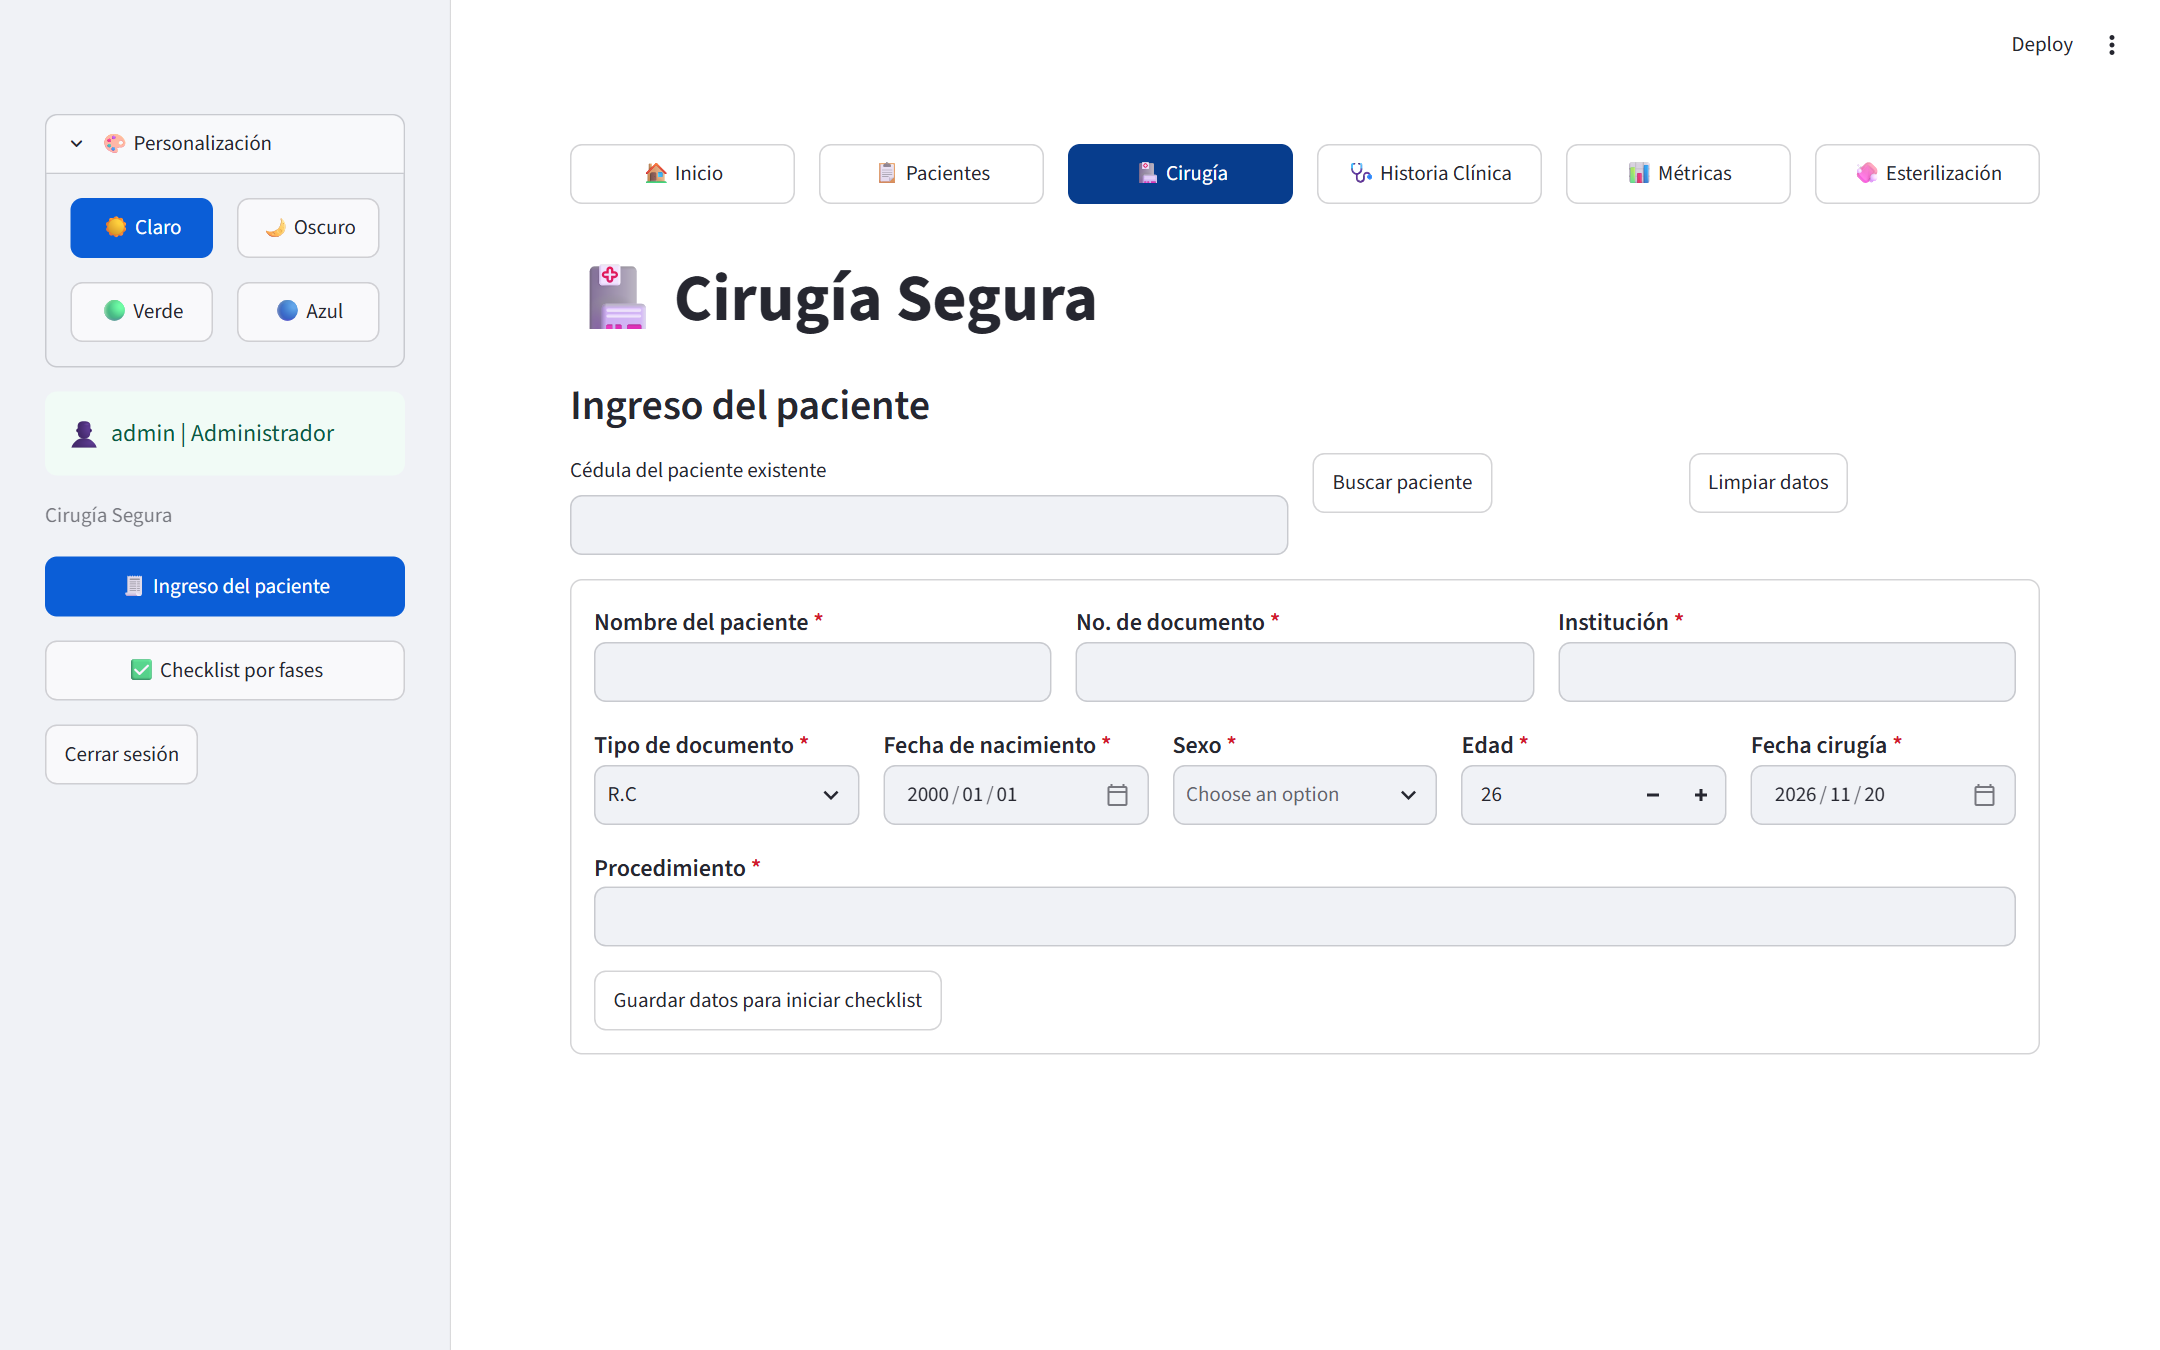 Deploy
Personalización
Claro
Oscuro
Verde
Azul
admin | Administrador
Cirugía Segura
Ingreso del paciente
Checklist por fases
Cerrar sesión
Inicio
Pacientes
Cirugía
Historia Clínica
Métricas
Esterilización
Cirugía Segura
Ingreso del paciente
Cédula del paciente existente
Buscar paciente
Limpiar datos
Nombre del paciente *
No. de documento *
Institución *
Tipo de documento *
Fecha de nacimiento *
Sexo *
Edad *
Fecha cirugía *
R.C
2000/01/01
Choose an option
26
2026/11/20
Procedimiento *
Guardar datos para iniciar checklist